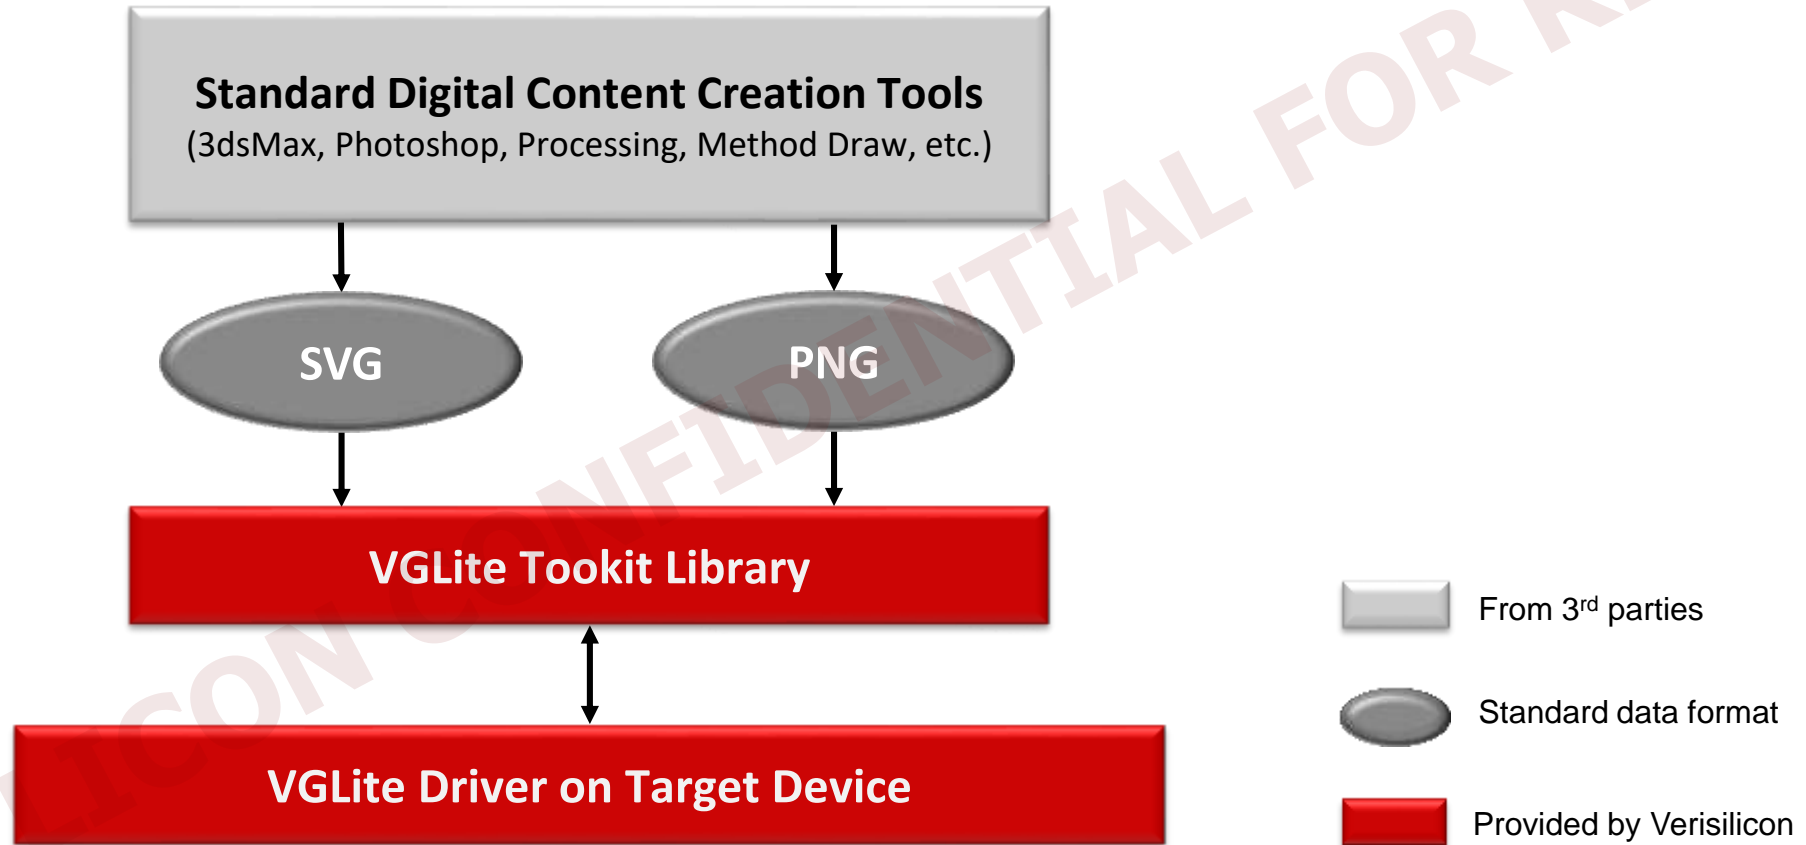 Standard Digital Content Creation Tools
(3dsMax, Photoshop, Processing, Method Draw, etc.)
SVG
PNG
VGLite Tookit Library
VGLite Driver on Target Device
From 3rd parties
Standard data format
Provided by Verisilicon
LICON CONFIDENTIAL FOR